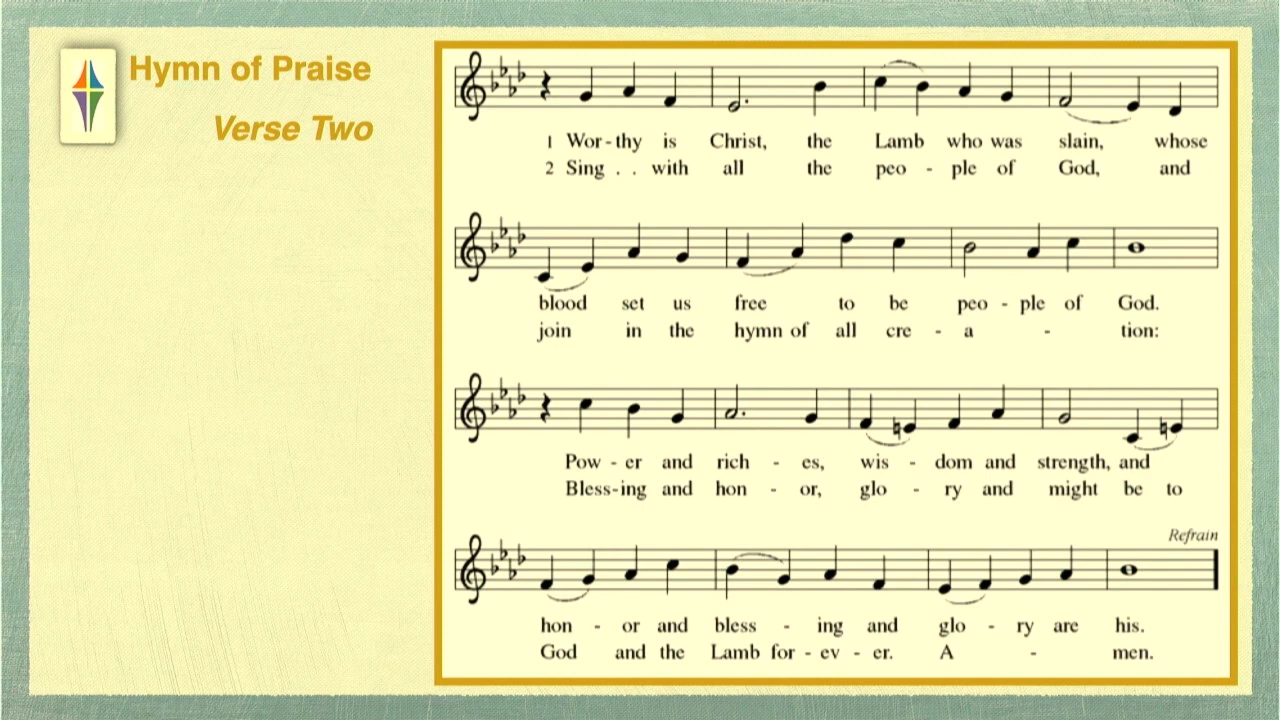 Hymn of Praise
Verse Two
1 Wor - thy is Christ, the Lamb who was slain, whose
2 Sing . . with all the peo - ple of God, and
blood set us free to be peo - ple of God.
join in the hymn of all cre - a - tion:
Pow - er and rich - es, wis - dom and strength, and
Bless - ing and hon - or, glo - ry and might be to
Refrain
hon - or and bless - ing and glo - ry are his.
God and the Lamb for - ev - er. A - men.